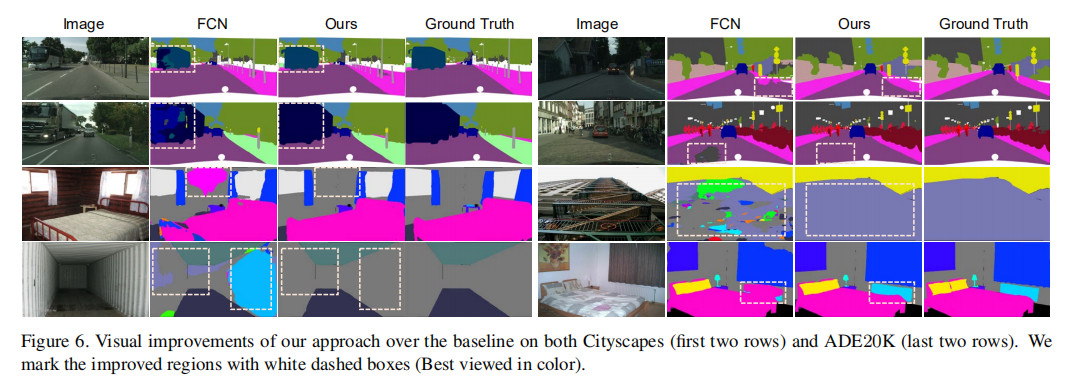 Image FCN Ours Ground Truth Image FCN Ours Ground Truth
Figure 6. Visual improvements of our approach over the baseline on both Cityscapes (first two rows) and ADE20K (last two rows). We
mark the improved regions with white dashed boxes (Best viewed in color).